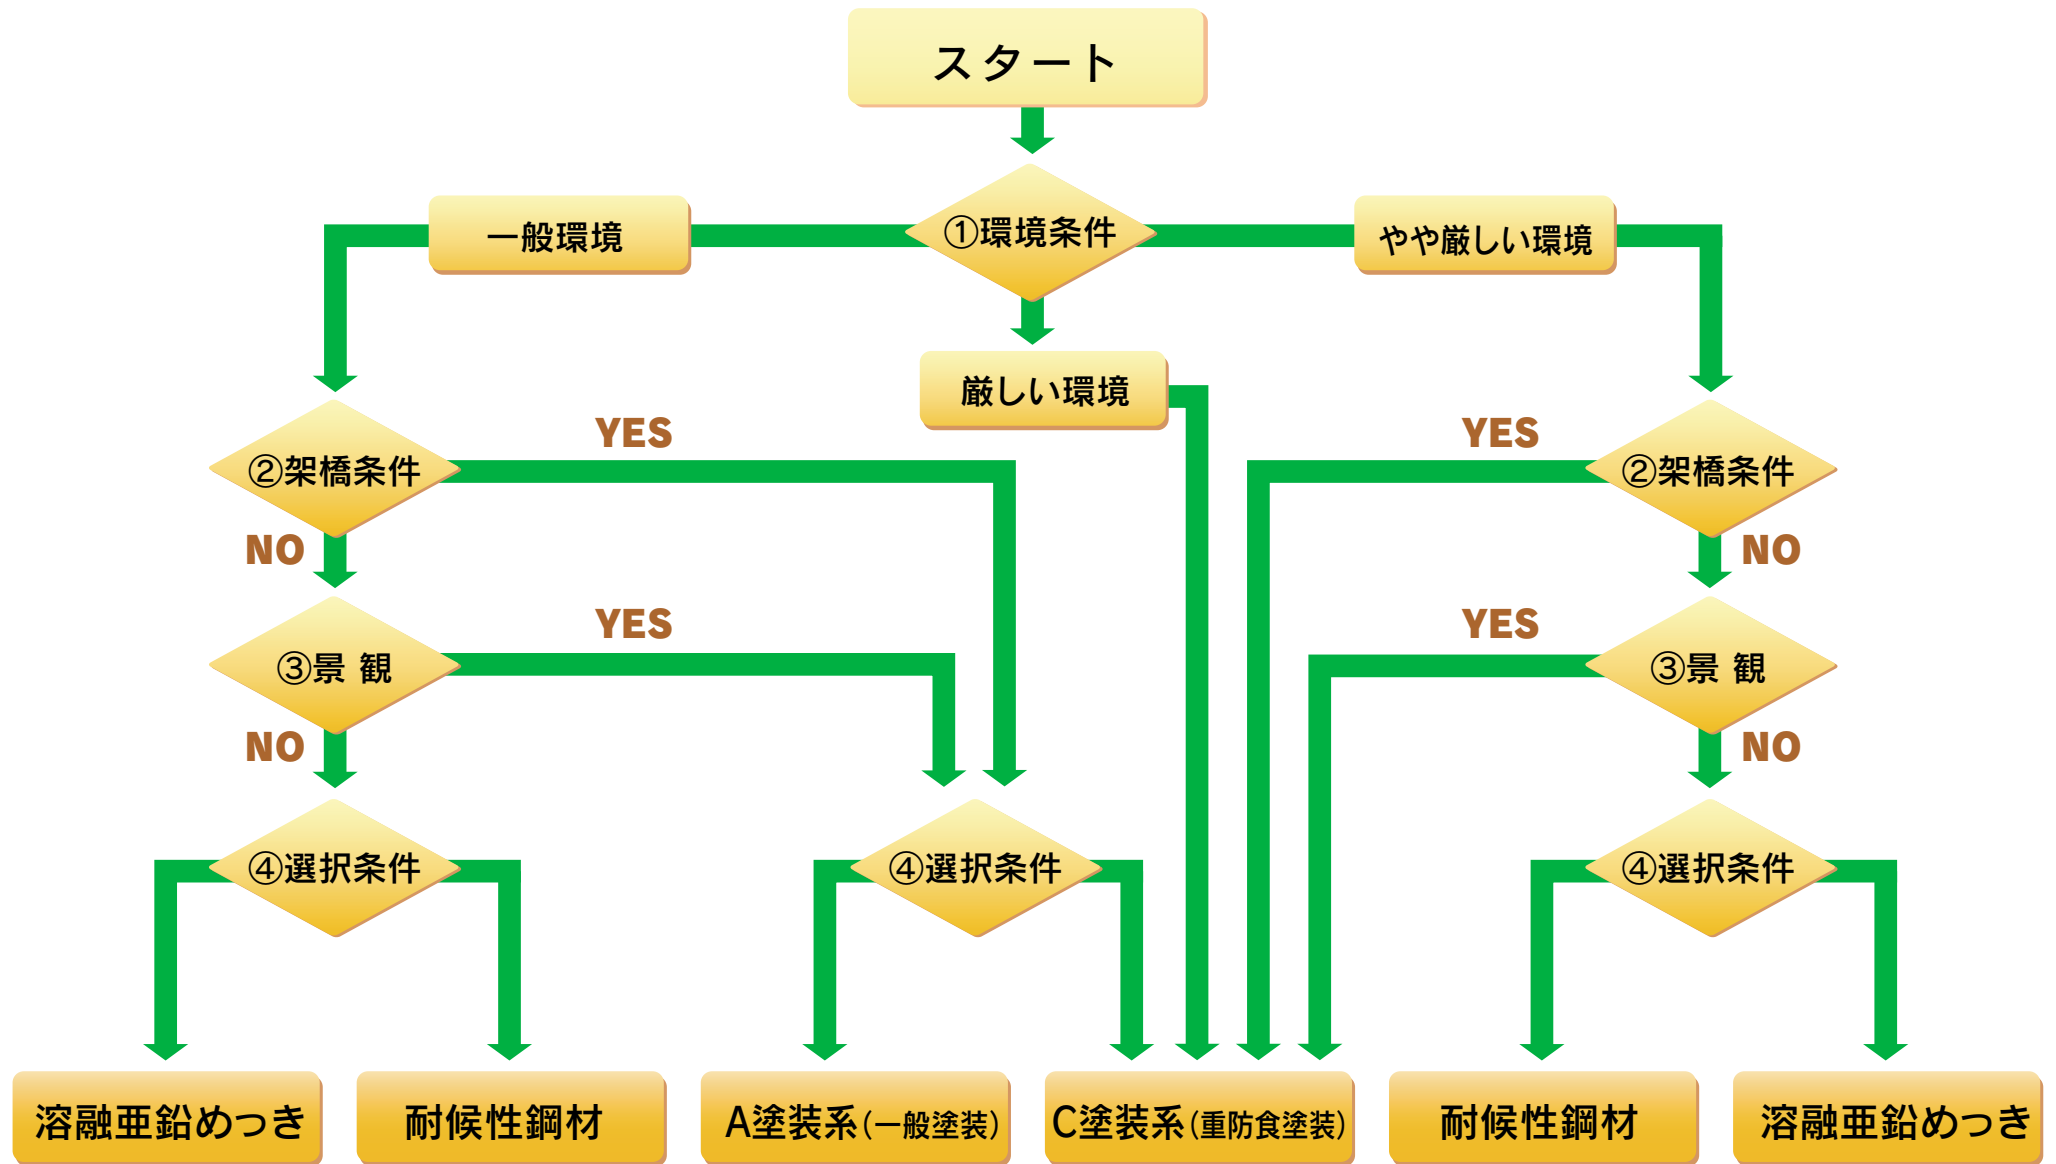 スタート
一般環境
①環境条件
やや厳しい環境
厳しい環境
YES
YES
②架橋条件
②架橋条件
NO
NO
YES
YES
③景 観
③景 観
NO
NO
④選択条件
④選択条件
④選択条件
溶融亜鉛めっき
耐候性鋼材
A塗装系(一般塗装)
C塗装系(重防食塗装)
耐候性鋼材
溶融亜鉛めっき